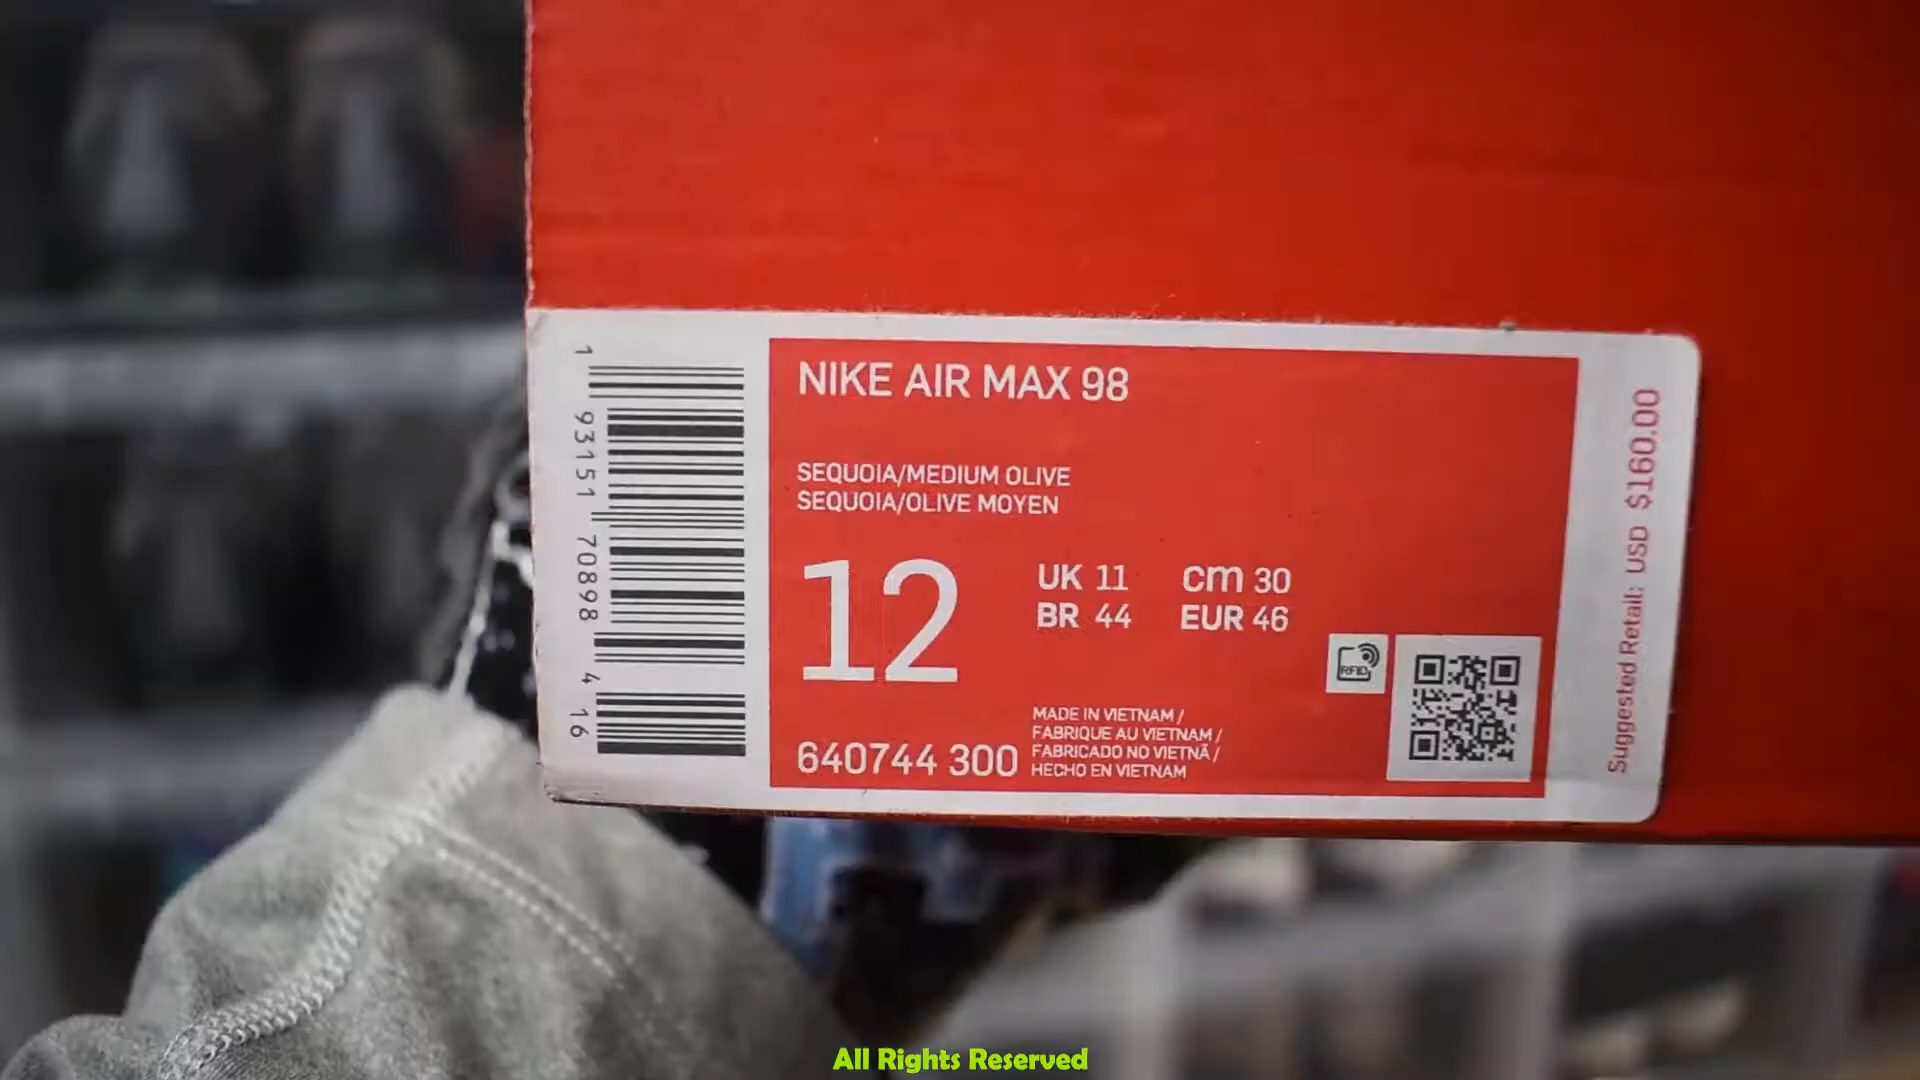 NIKE AIR MAX 98
SEQUOIA/MEDIUM OLIVE
SEQUOIA/OLIVE MOYEN
12
UK 11 cm 30
BR 44 EUR 46
640744 300
MADE IN VIETNAM /
FABRIQUE AU VIETNAM /
FABRICADO NO VIETNÃ /
HECHO EN VIETNAM
RFID
1 93151 70898 4 16
Suggested Retail: USD $160.00
All Rights Reserved